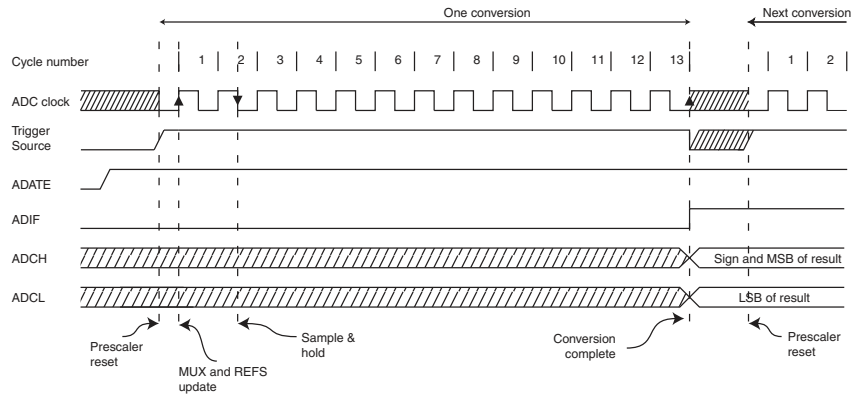 One conversion
Next conversion
Cycle number 1 2 3 4 5 6 7 8 9 10 11 12 13 1 2
ADC clock
Trigger
Source
ADATE
ADIF
ADCH
Sign and MSB of result
ADCL
LSB of result
Prescaler
reset
MUX and REFS
update
Sample &
hold
Conversion
complete
Prescaler
reset